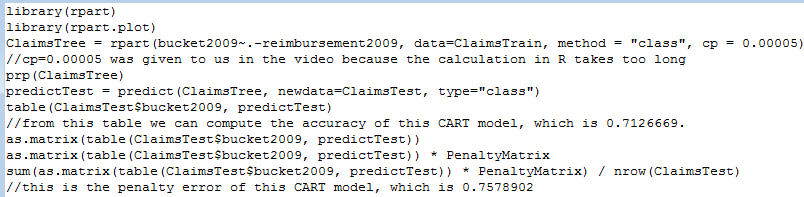 library(rpart)
library(rpart.plot)
ClaimsTree = rpart(bucket2009~.-reimbursement2009, data=ClaimsTrain, method = "class", cp = 0.00005)
//cp=0.00005 was given to us in the video because the calculation in R takes too long
prp(ClaimsTree)
predictTest = predict(ClaimsTree, newdata=ClaimsTest, type="class")
table(ClaimsTest$bucket2009, predictTest)
//from this table we can compute the accuracy of this CART model, which is 0.7126669.
as.matrix(table(ClaimsTest$bucket2009, predictTest))
as.matrix(table(ClaimsTest$bucket2009, predictTest)) * PenaltyMatrix
sum(as.matrix(table(ClaimsTest$bucket2009, predictTest)) * PenaltyMatrix) / nrow(ClaimsTest)
//this is the penalty error of this CART model, which is 0.7578902